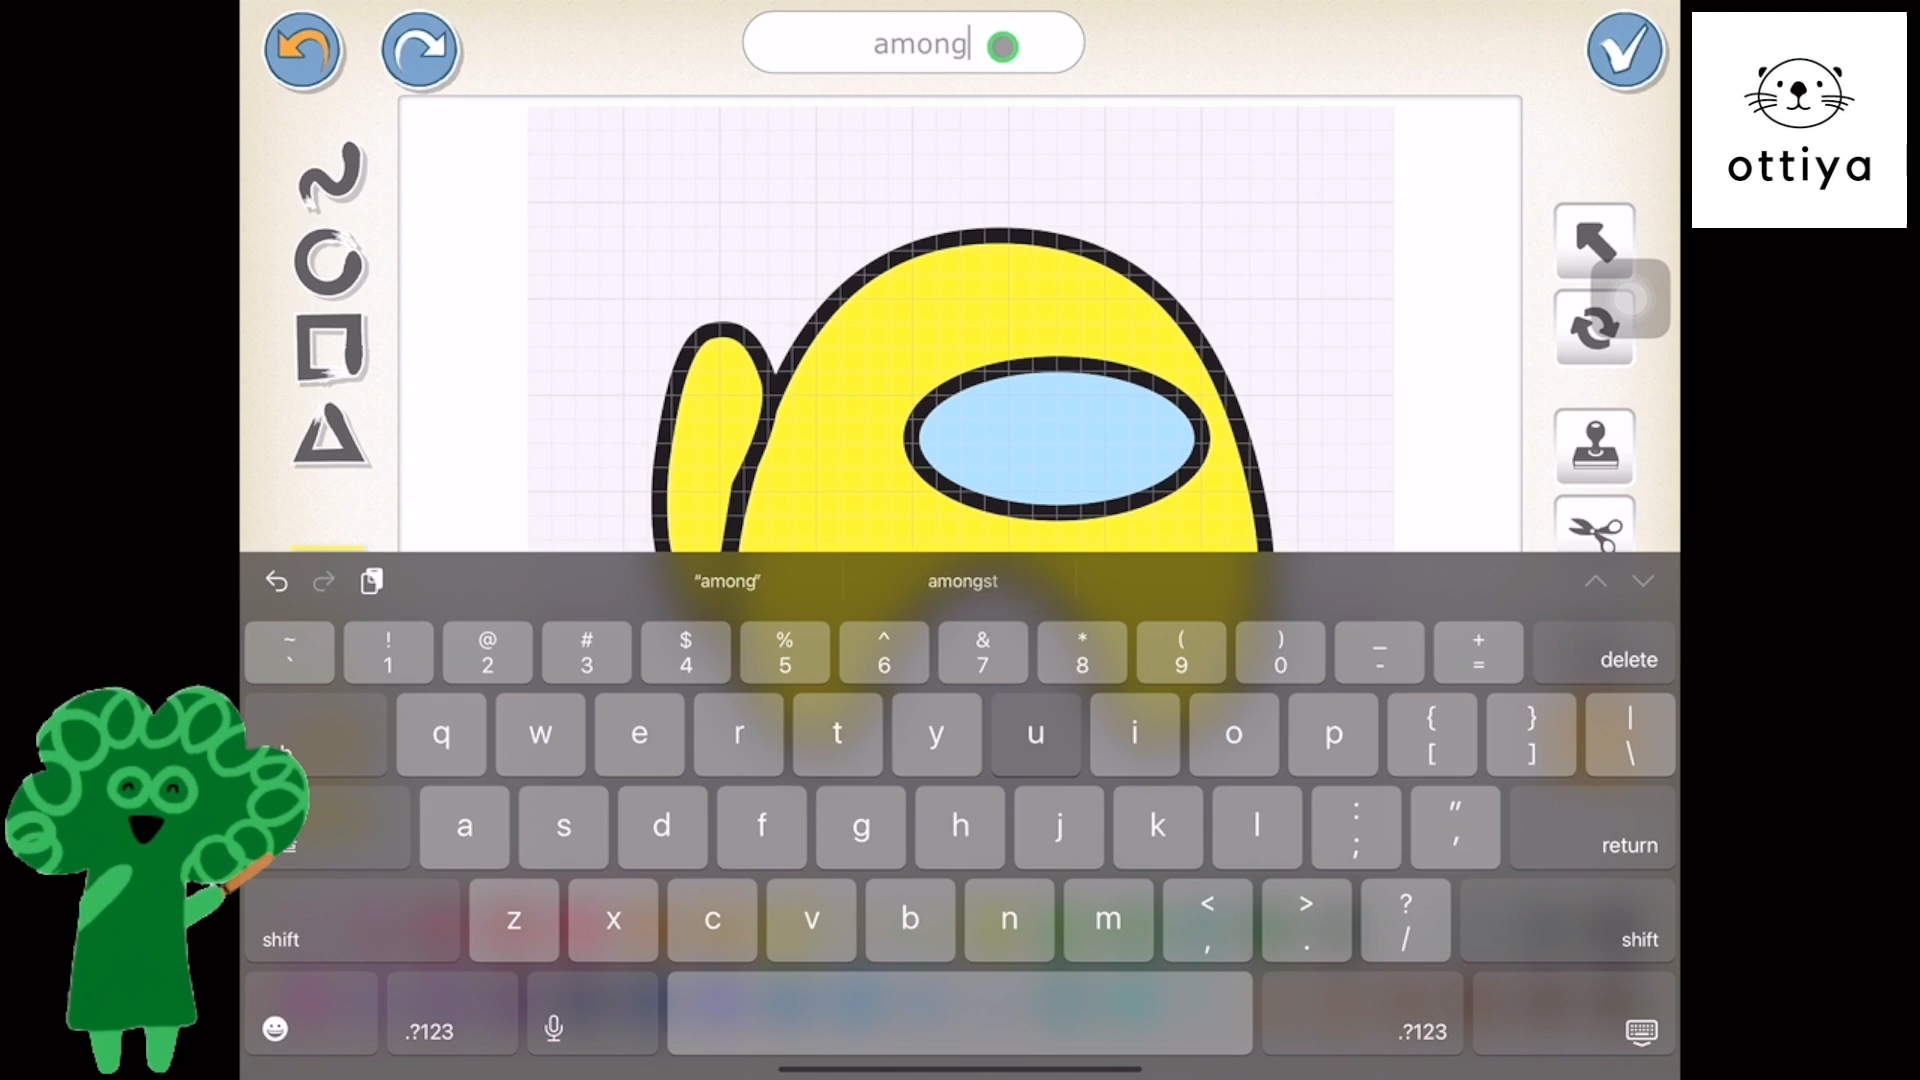 among
ottiya
“among” amongst
~ ! @ # $ % ^ & * ( ) _ +
` 1 2 3 4 5 6 7 8 9 0 - = delete
q w e r t y u i o p { } |
[ ] \
a s d f g h j k l : " return
; '
shift z x c v b n m < > ? shift
, . /
.?123 .?123